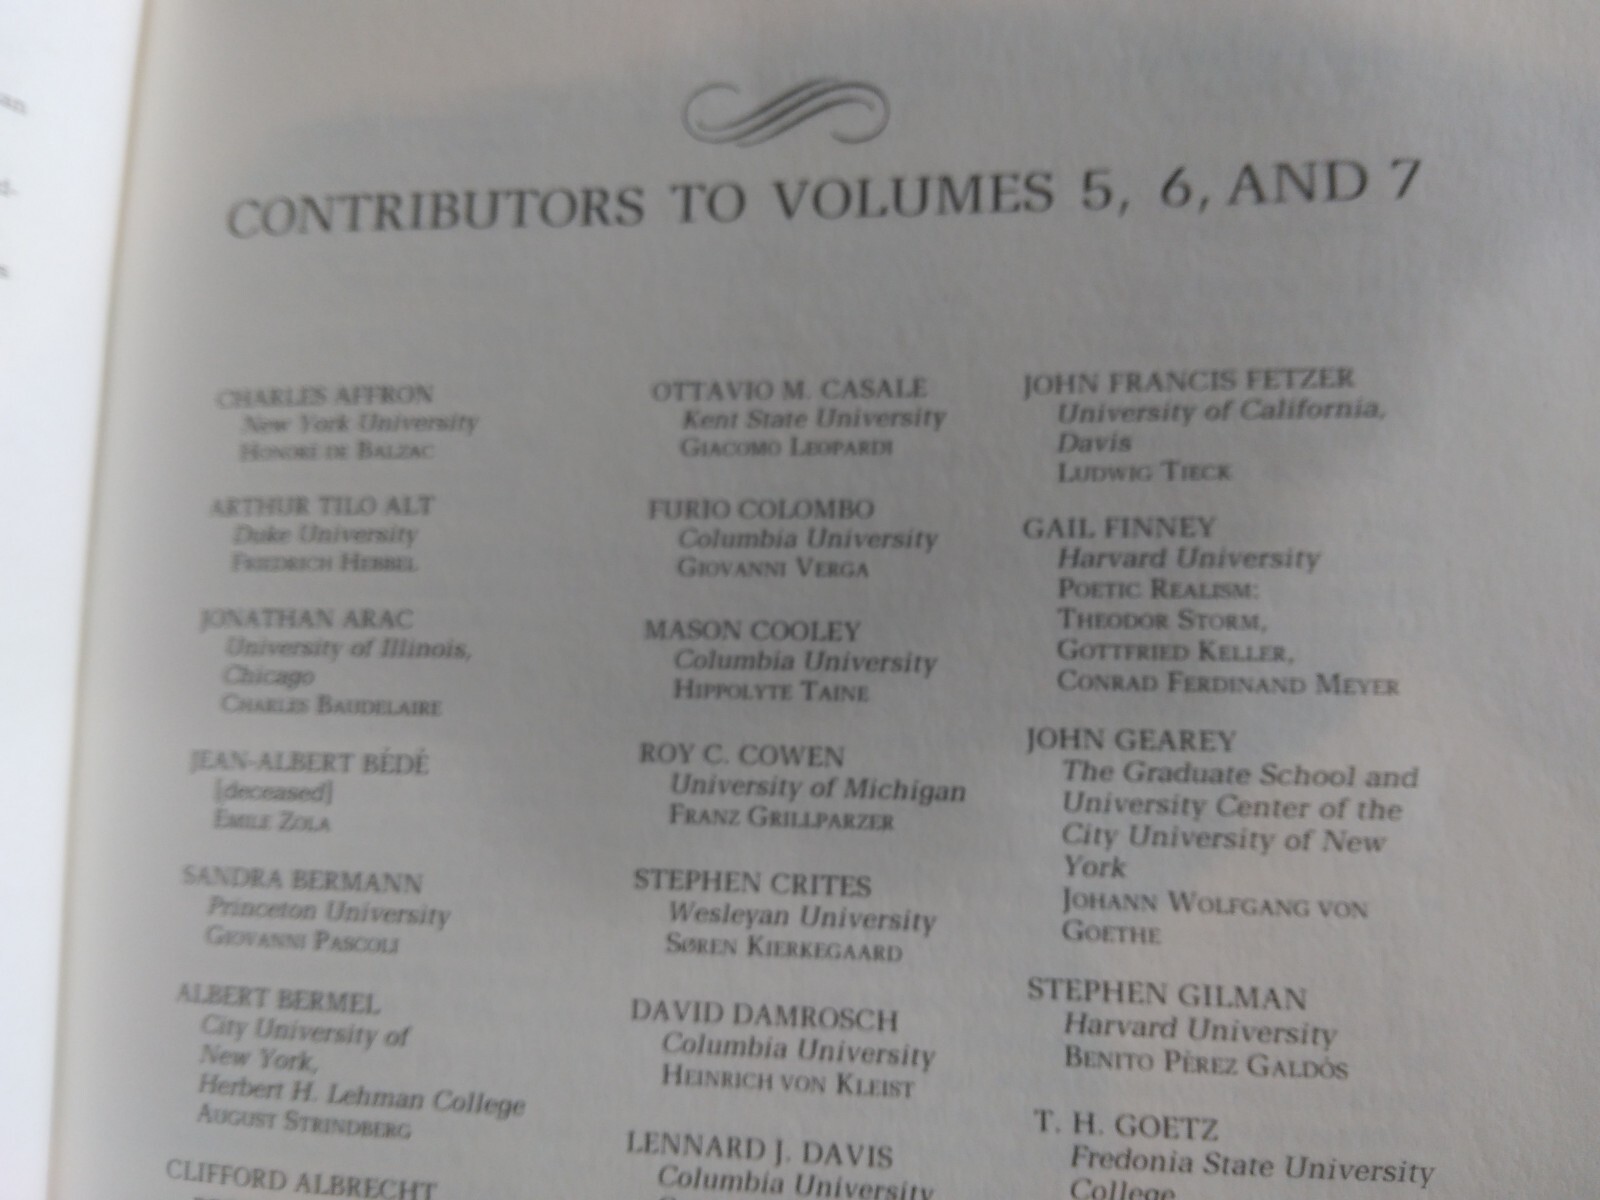 CONTRIBUTORS TO VOLUMES 5, 6, AND 7
CHARLES AFFRON
New York University
HONORÉ DE BALZAC
ARTHUR TILO ALT
Duke University
FRIEDRICH HEBBEL
JONATHAN ARAC
University of Illinois,
Chicago
CHARLES BAUDELAIRE
JEAN-ALBERT BÉDÉ
[deceased]
ÉMILE ZOLA
SANDRA BERMANN
Princeton University
GIOVANNI PASCOLI
ALBERT BERMEL
City University of
New York,
Herbert H. Lehman College
AUGUST STRINDBERG
CLIFFORD ALBRECHT
OTTAVIO M. CASALE
Kent State University
GIACOMO LEOPARDI
FURIO COLOMBO
Columbia University
GIOVANNI VERGA
MASON COOLEY
Columbia University
HIPPOLYTE TAINE
ROY C. COWEN
University of Michigan
FRANZ GRILLPARZER
STEPHEN CRITES
Wesleyan University
SØREN KIERKEGAARD
DAVID DAMROSCH
Columbia University
HEINRICH VON KLEIST
LENNARD J. DAVIS
Columbia University
JOHN FRANCIS FETZER
University of California,
Davis
LUDWIG TIECK
GAIL FINNEY
Harvard University
POETIC REALISM:
THEODOR STORM,
GOTTFRIED KELLER,
CONRAD FERDINAND MEYER
JOHN GEAREY
The Graduate School and
University Center of the
City University of New
York
JOHANN WOLFGANG VON
GOETHE
STEPHEN GILMAN
Harvard University
BENITO PÉREZ GALDÓS
T. H. GOETZ
Fredonia State University
College